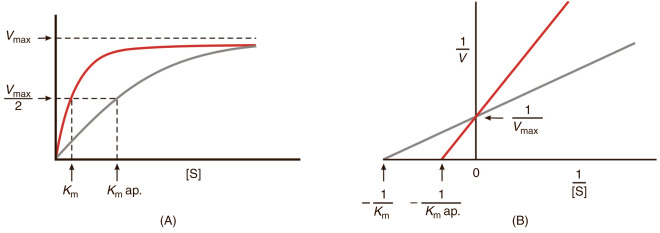 Vmax
Vmax
2
Km
Km ap.
[S]
(A)
1
V
1
Vmax
0
1
[S]
− 1
Km
− 1
Km ap.
(B)